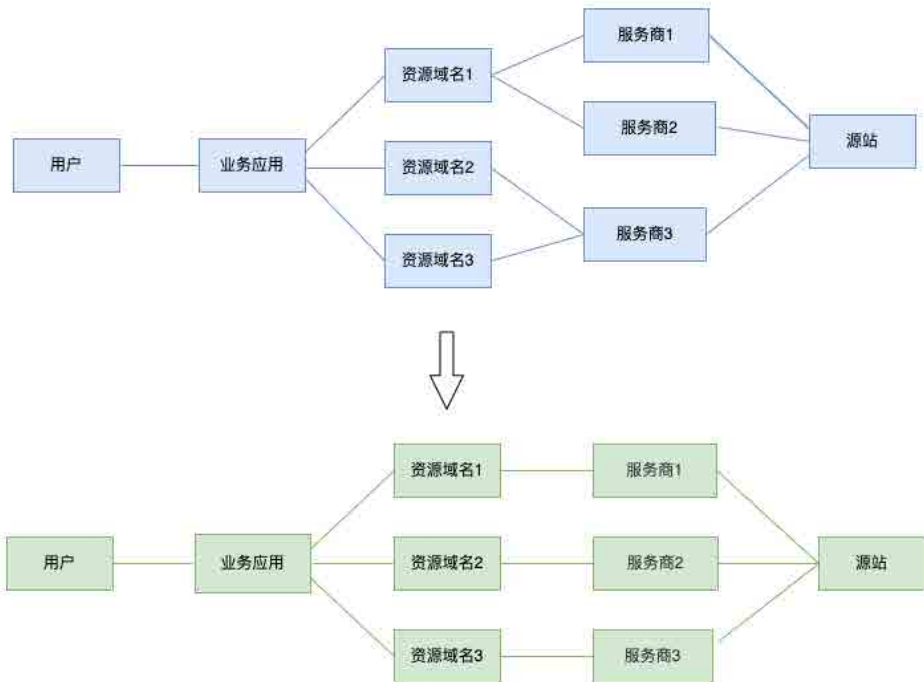 服务商1
资源域名1
服务商2
用户
业务应用
资源域名2
源站
服务商3
资源域名3
资源域名1
服务商1
用户
业务应用
资源域名2
服务商2
源站
资源域名3
服务商3